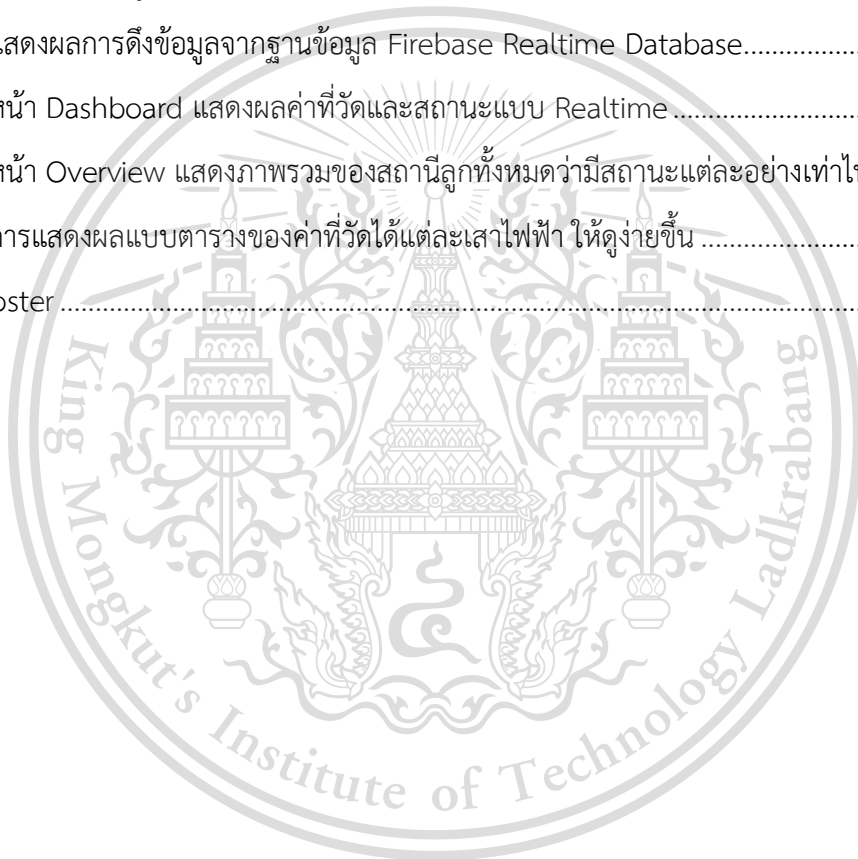 แสดงผลการดึงข้อมูลจากฐานข้อมูล Firebase Realtime Database....................
หน้า Dashboard แสดงผลค่าที่วัดและสถานะแบบ Realtime..............................
หน้า Overview แสดงภาพรวมของสถานีลูกทั้งหมดว่ามีสถานะแต่ละอย่างเท่าไ
การแสดงผลแบบตารางของค่าที่วัดได้แต่ละเสาไฟฟ้า ให้ดูง่ายขึ้น..........................
oster........................................................................................................................
King Mongkut's Institute of Technology Ladkrabang